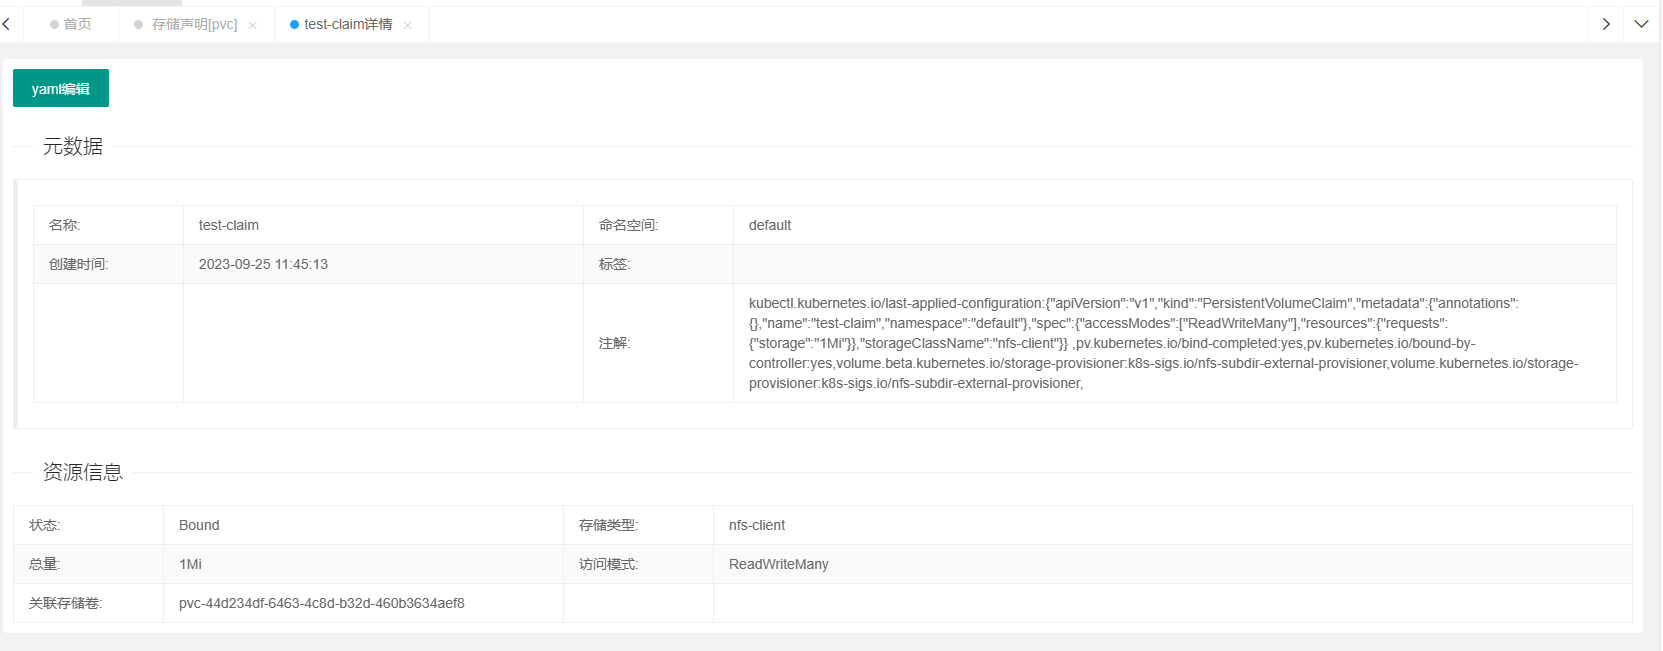 首页
存储声明[pvc]
test-claim详情
yaml编辑
元数据
名称: test-claim 命名空间: default
创建时间: 2023-09-25 11:45:13 标签:
注解:
kubectl.kubernetes.io/last-applied-configuration:{"apiVersion":"v1","kind":"PersistentVolumeClaim","metadata":{"annotations":
{},"name":"test-claim","namespace":"default"},"spec":{"accessModes":["ReadWriteMany"],"resources":{"requests":
{"storage":"1Mi"}},"storageClassName":"nfs-client"}} ,pv.kubernetes.io/bind-completed:yes,pv.kubernetes.io/bound-by-
controller:yes,volume.beta.kubernetes.io/storage-provisioner:k8s-sigs.io/nfs-subdir-external-provisioner,volume.kubernetes.io/storage-
provisioner:k8s-sigs.io/nfs-subdir-external-provisioner,
资源信息
状态: Bound 存储类型: nfs-client
总量: 1Mi 访问模式: ReadWriteMany
关联存储卷: pvc-44d234df-6463-4c8d-b32d-460b3634aef8